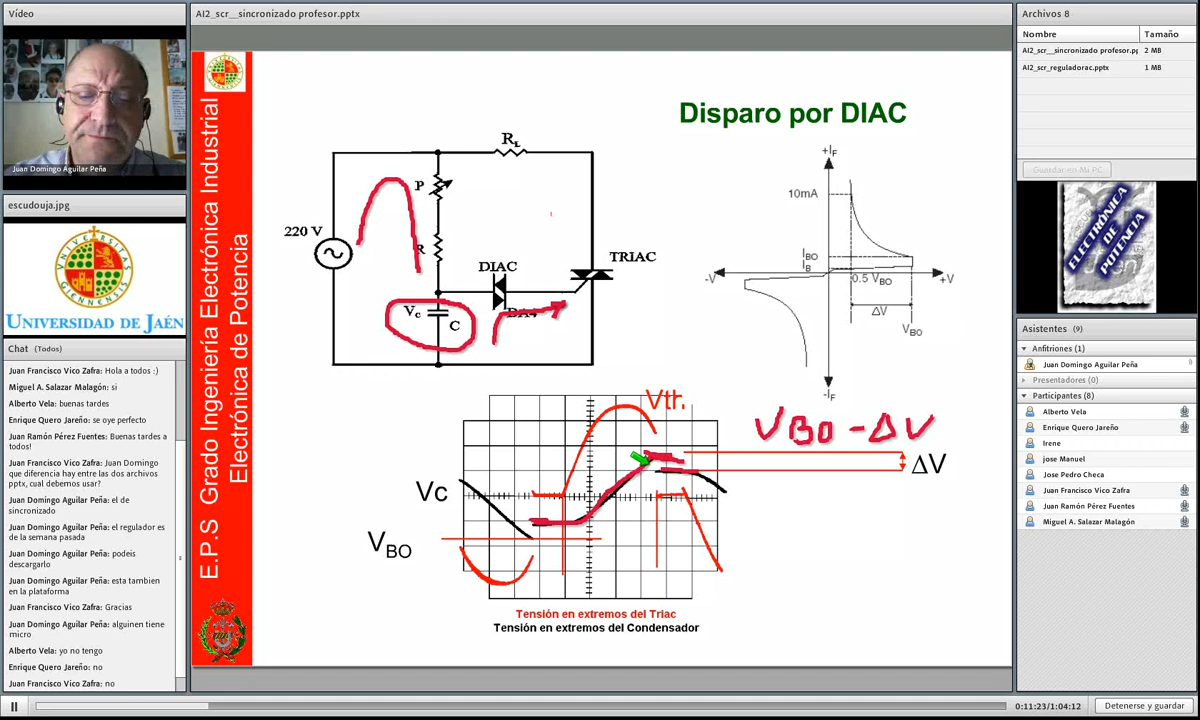 Vídeo
Juan Domingo Aguilar Peña
escudouja.jpg
UNIVERSITAS
GIENNENSIS
UNIVERSIDAD DE JAÉN
Chat (Todos)
Juan Francisco Vico Zafra: Hola a todos :)
Miguel A. Salazar Malagón: si
Alberto Vela: buenas tardes
Enrique Quero Jareño: se oye perfecto
Juan Ramón Pérez Fuentes: Buenas tardes a
todos!
Juan Francisco Vico Zafra: Juan Domingo
que diferencia hay entre las dos archivos
pptx, cual debemos usar?
Juan Domingo Aguilar Peña: el de
sincronizado
Juan Domingo Aguilar Peña: el regulador es
de la semana pasada
Juan Domingo Aguilar Peña: podeis
descargarlo
Juan Domingo Aguilar Peña: esta tambien
en la plataforma
Juan Francisco Vico Zafra: Gracias
Juan Domingo Aguilar Peña: alguinen tiene
micro
Alberto Vela: yo no tengo
Enrique Quero Jareño: no
Juan Francisco Vico Zafra: no
AI2_scr__sincronizado profesor.pptx
E.P.S Grado Ingeniería Electrónica Industrial
Electrónica de Potencia
Disparo por DIAC
RL
P
R
220 V
DIAC
TRIAC
Vc
C
+IF
10mA
IBO
IB
-V
0.5 VBO
+V
ΔV
VBO
-IF
Vth.
VBO - ΔV
ΔV
Vc
VBO
Tensión en extremos del Triac
Tensión en extremos del Condensador
Archivos 8
Nombre Tamaño
AI2_scr__sincronizado profesor.pp 2 MB
AI2_scr_reguladorac.pptx 1 MB
Guardar en Mi PC
ELECTRÓNICA
DE
POTENCIA
Asistentes (9)
Anfitriones (1)
Juan Domingo Aguilar Peña
Presentadores (0)
Participantes (8)
Alberto Vela
Enrique Quero Jareño
Irene
jose Manuel
Jose Pedro Checa
Juan Francisco Vico Zafra
Juan Ramón Pérez Fuentes
Miguel A. Salazar Malagón
0:11:23/1:04:12
Detenerse y guardar